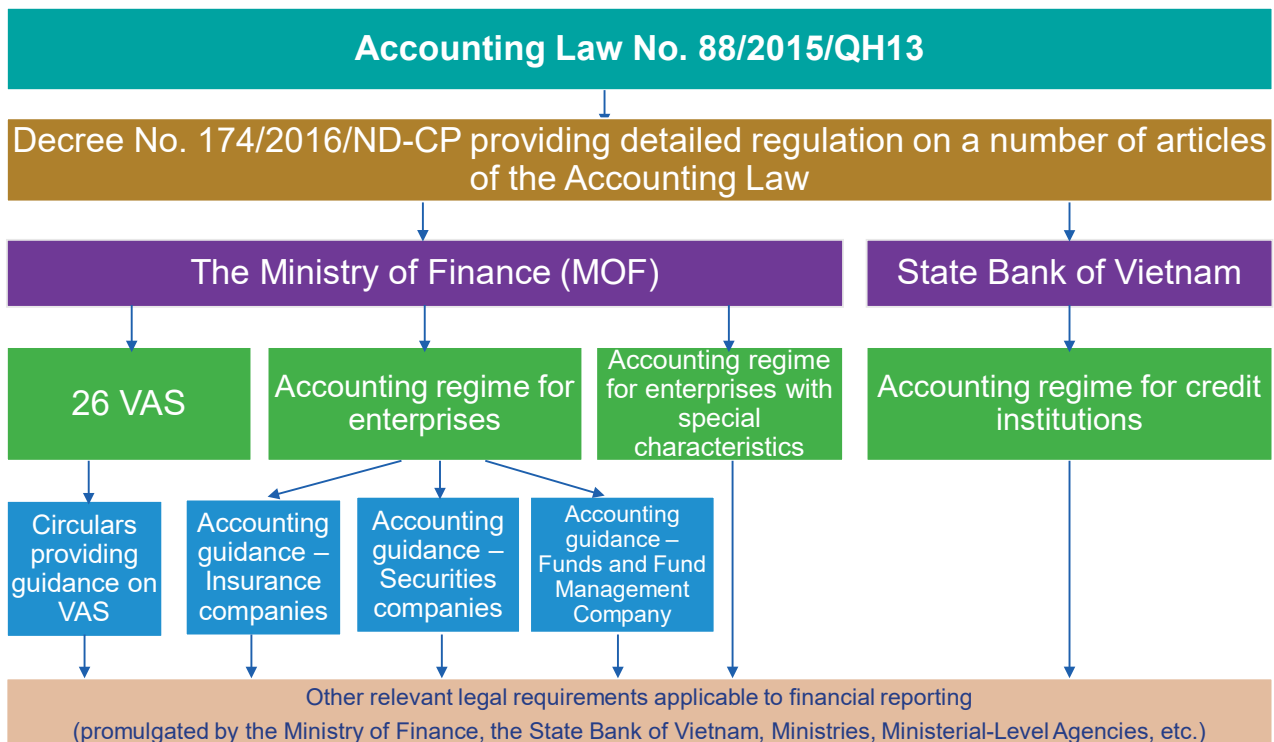 Accounting Law No. 88/2015/QH13
Decree No. 174/2016/ND-CP providing detailed regulation on a number of articles
of the Accounting Law
The Ministry of Finance (MOF)
State Bank of Vietnam
26 VAS
Accounting regime for
enterprises
Accounting regime
for enterprises with
special
characteristics
Accounting regime for credit
institutions
Circulars
providing
guidance on
VAS
Accounting
guidance –
Insurance
companies
Accounting
guidance –
Securities
companies
Accounting
guidance –
Funds and Fund
Management
Company
Other relevant legal requirements applicable to financial reporting
(promulgated by the Ministry of Finance, the State Bank of Vietnam, Ministries, Ministerial-Level Agencies, etc.)